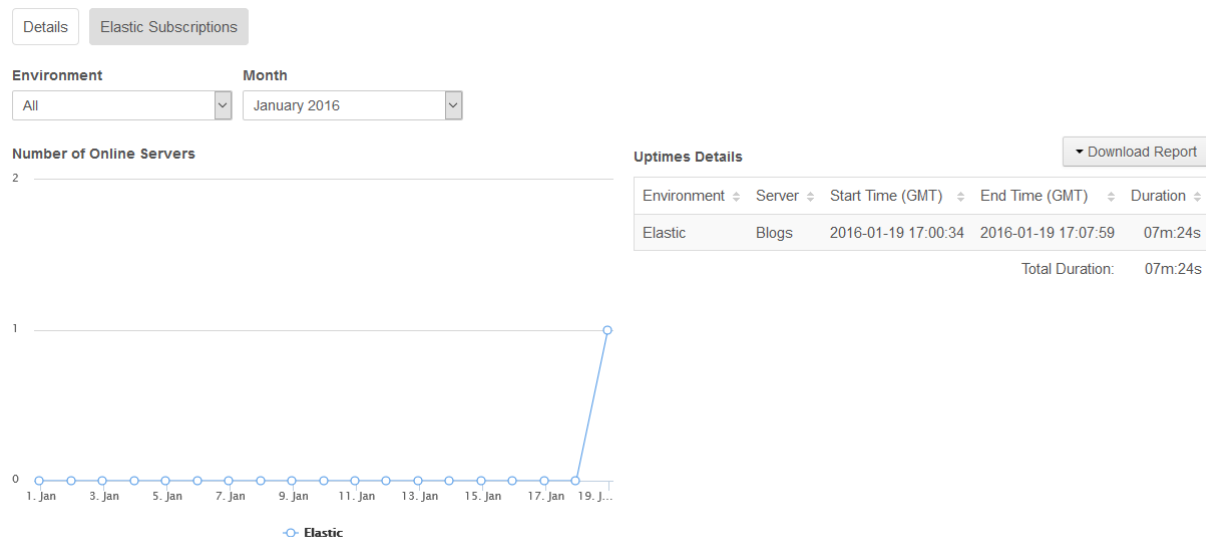 Details Elastic Subscriptions
Environment Month
All January 2016
Number of Online Servers
2
1
0
1. Jan 3. Jan 5. Jan 7. Jan 9. Jan 11. Jan 13. Jan 15. Jan 17. Jan 19. J...
Elastic
Uptimes Details Download Report
Environment Server Start Time (GMT) End Time (GMT) Duration
Elastic Blogs 2016-01-19 17:00:34 2016-01-19 17:07:59 07m:24s
Total Duration: 07m:24s